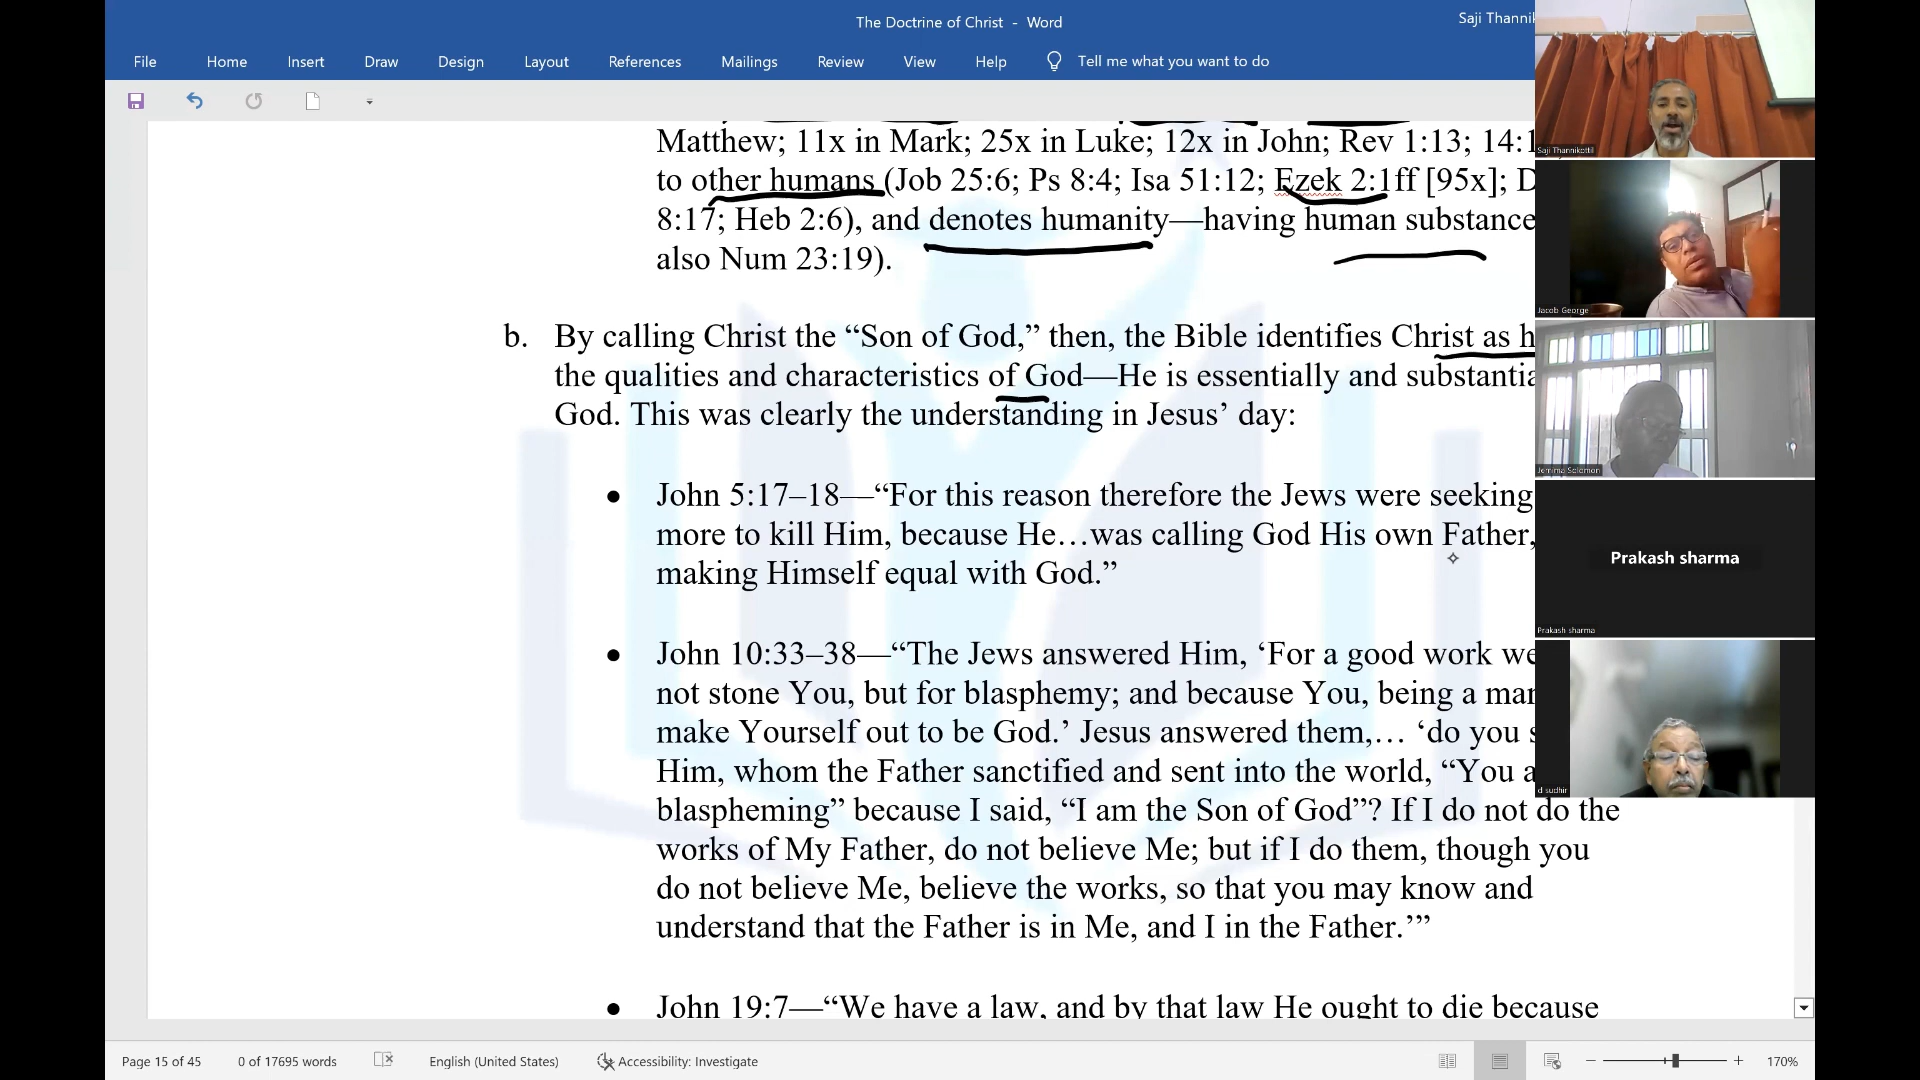 The Doctrine of Christ - Word
Saji Thannik
File Home Insert Draw Design Layout References Mailings Review View Help Tell me what you want to do
Matthew; 11x in Mark; 25x in Luke; 12x in John; Rev 1:13; 14:1
to other humans (Job 25:6; Ps 8:4; Isa 51:12; Ezek 2:1ff [95x]; D
8:17; Heb 2:6), and denotes humanity—having human substance
also Num 23:19).
b. By calling Christ the “Son of God,” then, the Bible identifies Christ as h
the qualities and characteristics of God—He is essentially and substantia
God. This was clearly the understanding in Jesus’ day:
• John 5:17–18—“For this reason therefore the Jews were seeking
more to kill Him, because He…was calling God His own Father,
making Himself equal with God.”
• John 10:33–38—“The Jews answered Him, ‘For a good work we
not stone You, but for blasphemy; and because You, being a man
make Yourself out to be God.’ Jesus answered them,… ‘do you s
Him, whom the Father sanctified and sent into the world, “You a
blaspheming” because I said, “I am the Son of God”? If I do not do the
works of My Father, do not believe Me; but if I do them, though you
do not believe Me, believe the works, so that you may know and
understand that the Father is in Me, and I in the Father.’”
• John 19:7—“We have a law, and by that law He ought to die because
Saji Thannikottil
Jacob George
Jemima Solomon
Prakash sharma
Prakash sharma
d sudhir
Page 15 of 45 0 of 17695 words English (United States) Accessibility: Investigate 170%